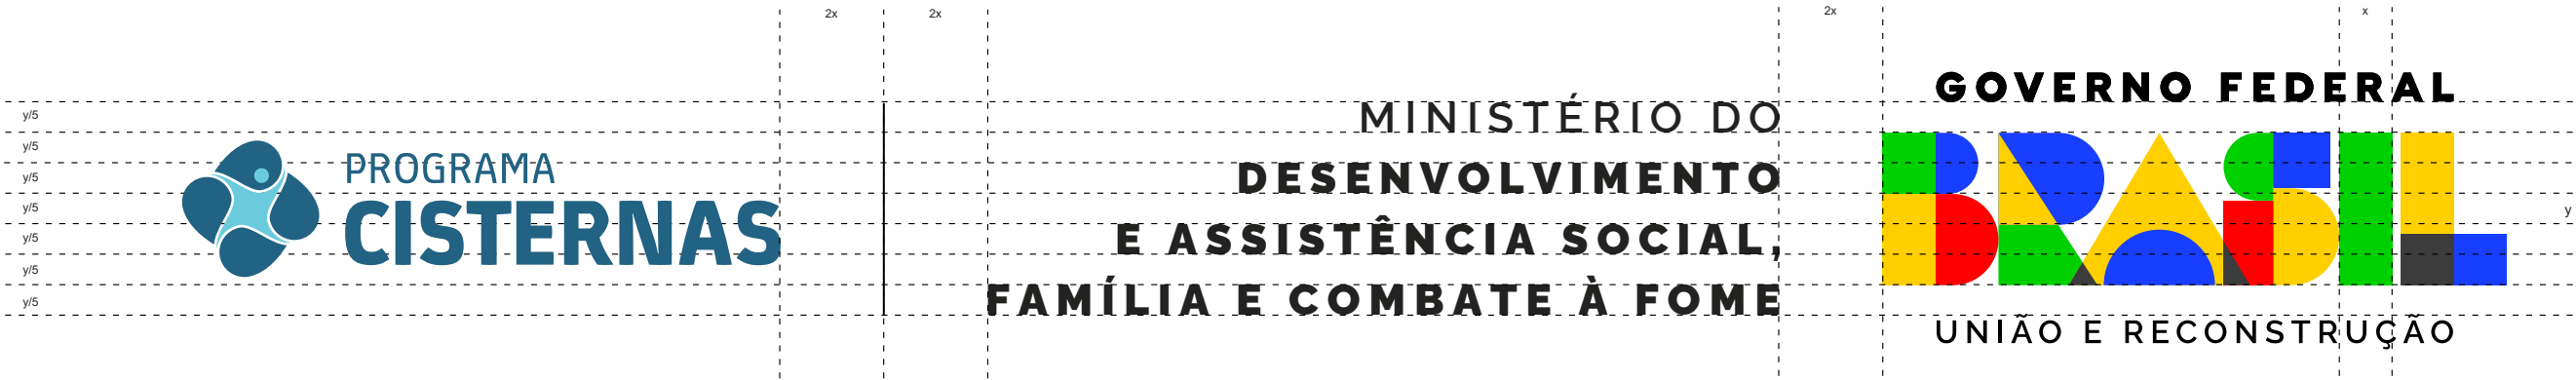 2x
2x
2x
x
y/5
y/5
y/5
y/5
y/5
y/5
y/5
PROGRAMA
CISTERNAS
MINISTÉRIO DO
DESENVOLVIMENTO
E ASSISTÊNCIA SOCIAL,
FAMÍLIA E COMBATE À FOME
GOVERNO FEDERAL
BRASIL
UNIÃO E RECONSTRUÇÃO
y